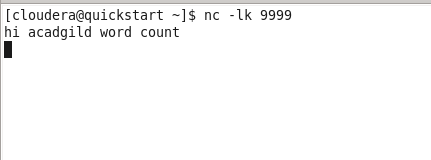 [cloudera@quickstart ~]$ nc -lk 9999
hi acadgild word count